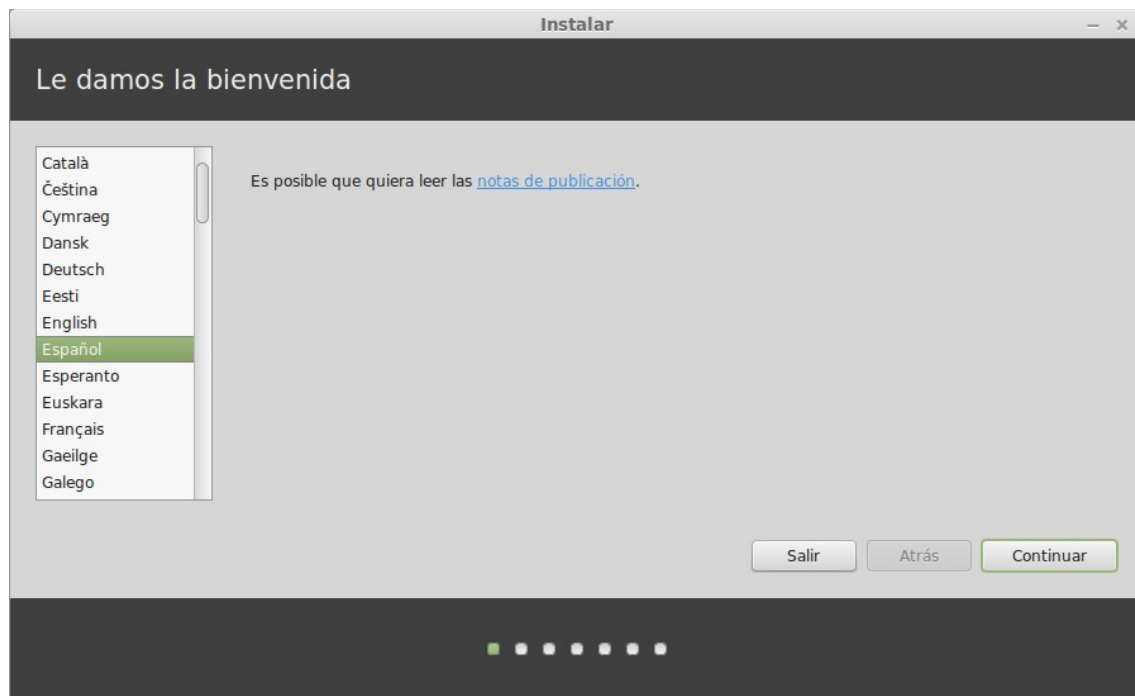 Instalar
Le damos la bienvenida
Català
Čeština
Cymraeg
Dansk
Deutsch
Eesti
English
Español
Esperanto
Euskara
Français
Gaeilge
Galego
Es posible que quiera leer las notas de publicación.
Salir
Atrás
Continuar